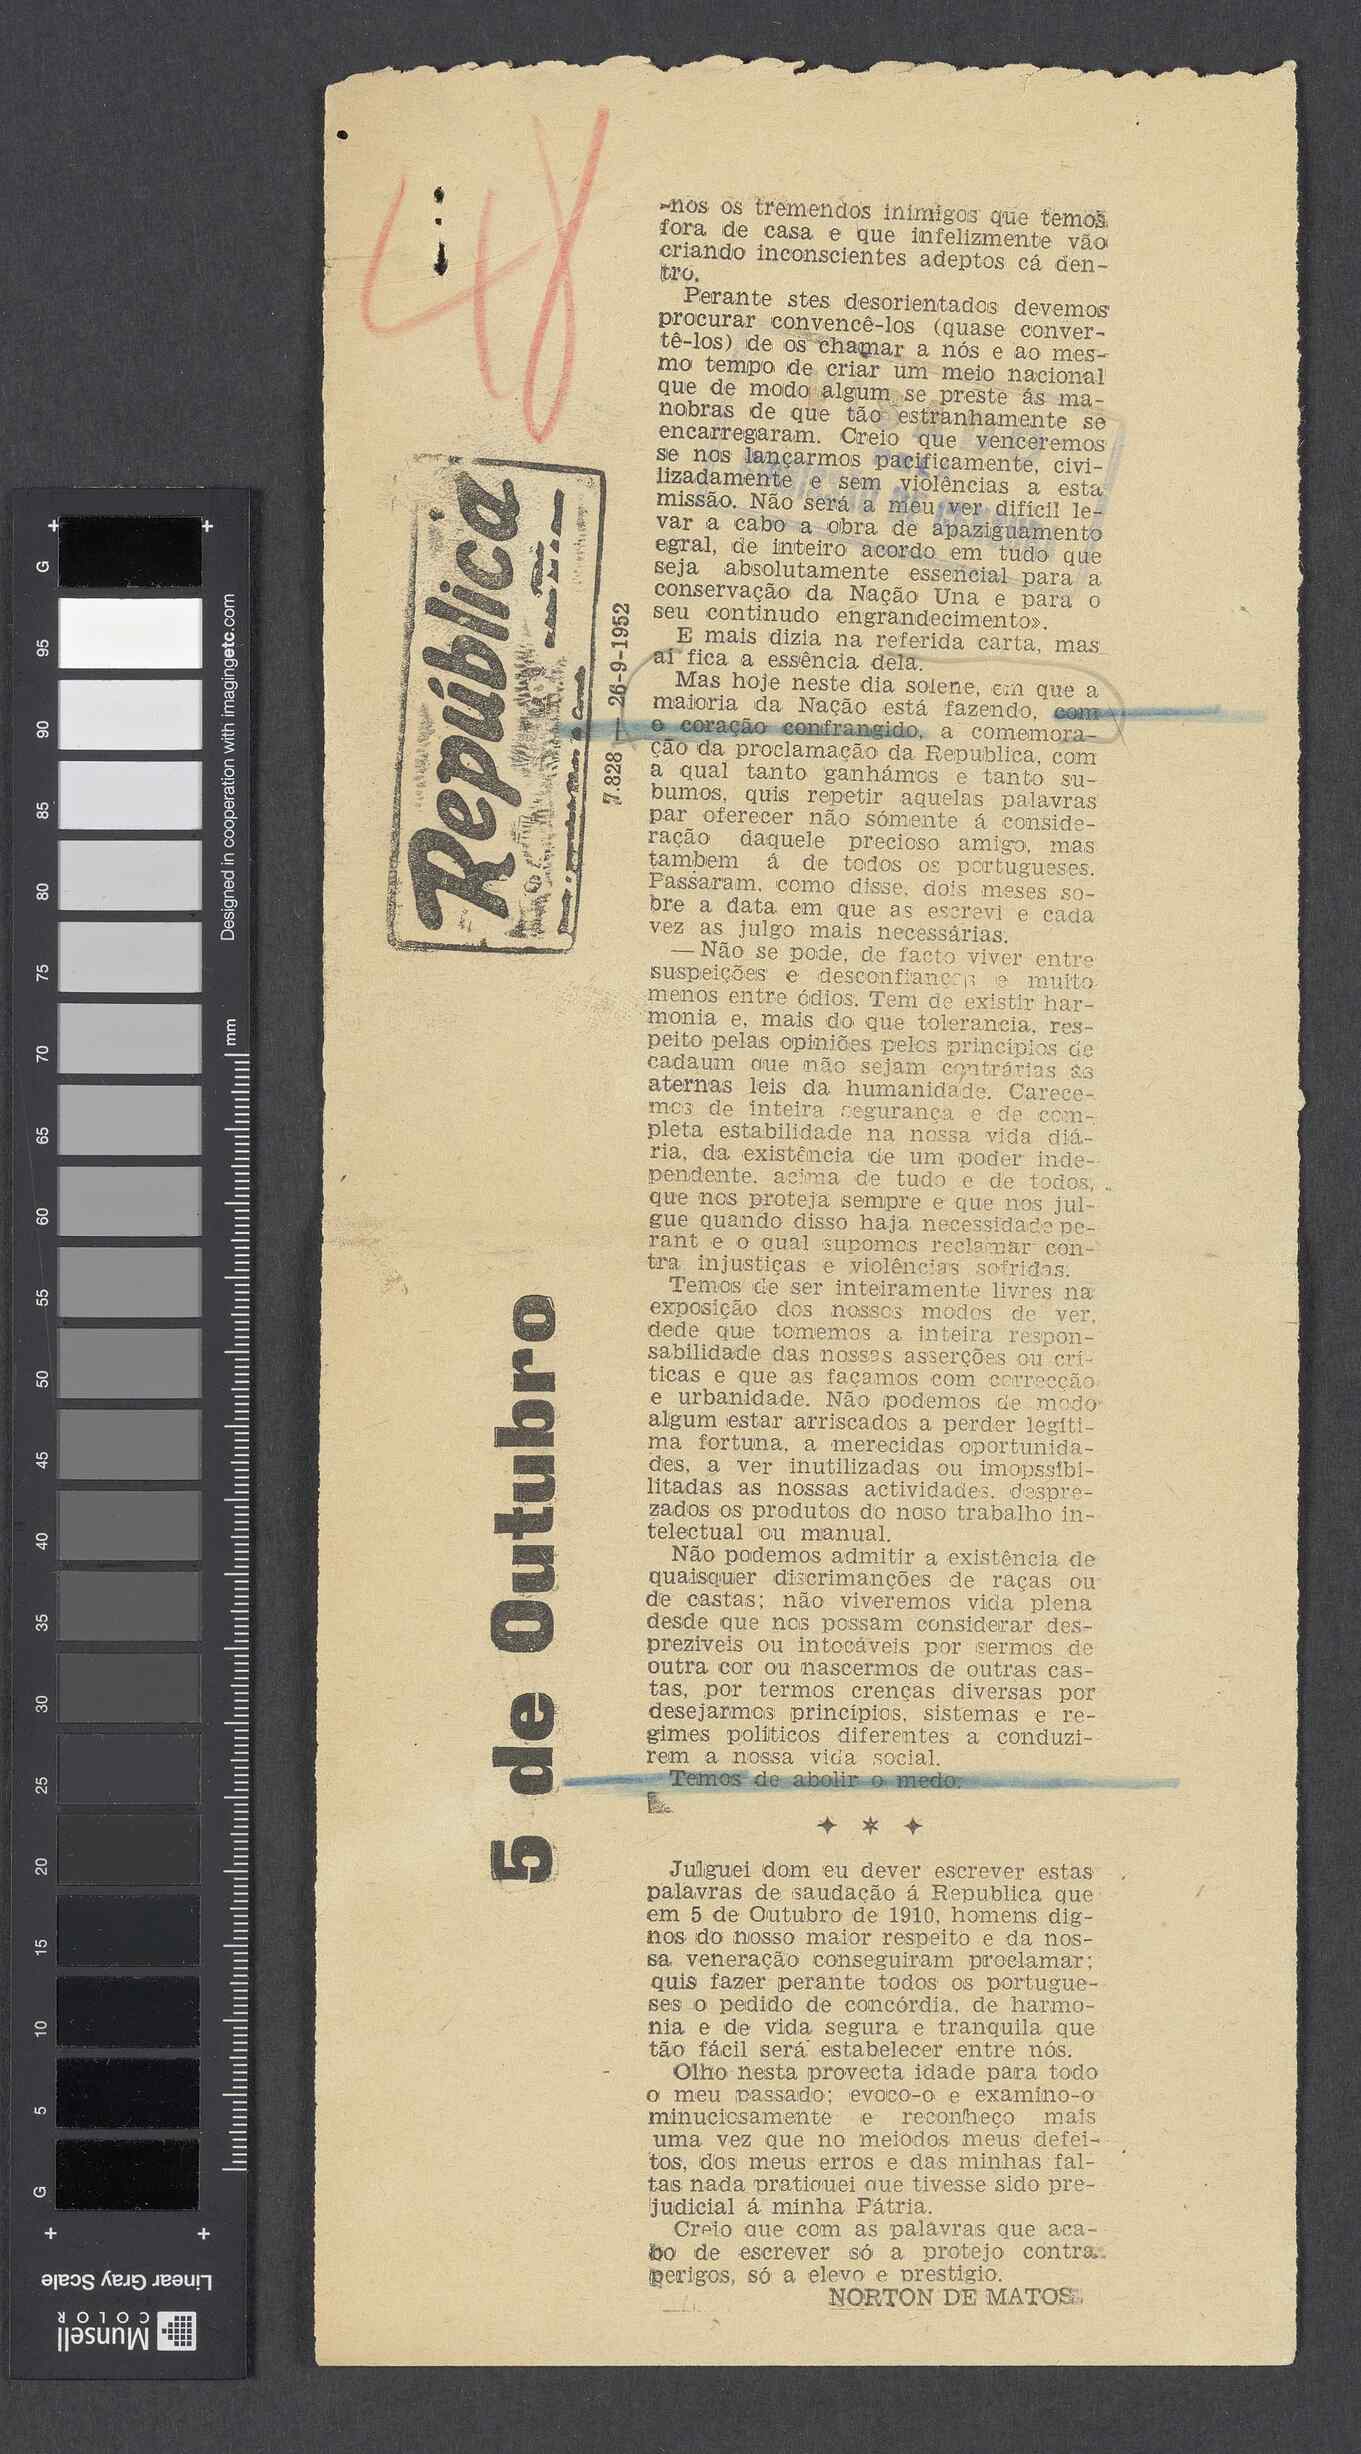 48
República
7.828 — 26-9-1952
5 de Outubro
-nos os tremendos inimigos que temos
fora de casa e que infelizmente vão
criando inconscientes adeptos cá den-
tro.
Perante stes desorientados devemos
procurar convencê-los (quase conver-
tê-los) de os chamar a nós e ao mes-
mo tempo de criar um meio nacional
que de modo algum se preste ás ma-
nobras de que tão estranhamente se
encarregaram. Creio que venceremos
se nos lançarmos pacificamente, civi-
lizadamente e sem violências a esta
missão. Não será a meu ver difícil le-
var a cabo a obra de apaziguamento
egral, de inteiro acordo em tudo que
seja absolutamente essencial para a
conservação da Nação Una e para o
seu continudo engrandecimento».
E mais dizia na referida carta, mas
aí fica a essência dela.
Mas hoje neste dia solene, em que a
maioria da Nação está fazendo, com
o coração confrangido, a comemora-
ção da proclamação da Republica, com
a qual tanto ganhámos e tanto su-
bumos, quis repetir aquelas palavras
par oferecer não sómente á conside-
ração daquele precioso amigo, mas
tambem á de todos os portugueses.
Passaram, como disse, dois meses so-
bre a data em que as escrevi e cada
vez as julgo mais necessárias.
—Não se pode, de facto viver entre
suspeições e desconfianças e muito
menos entre ódios. Tem de existir har-
monia e, mais do que tolerancia, res-
peito pelas opiniões pelos princípios de
cadaum que não sejam contrárias ás
aternas leis da humanidade. Carece-
mos de inteira segurança e de com-
pleta estabilidade na nossa vida diá-
ria, da existência de um poder inde-
pendente, acima de tudo e de todos,
que nos proteja sempre e que nos jul-
gue quando disso haja necessidade pe-
rant e o qual supomos reclamar con-
tra injustiças e violências sofridas.
Temos de ser inteiramente livres na
exposição dos nossos modos de ver,
dede que tomemos a inteira respon-
sabilidade das nossas asserções ou crí-
ticas e que as façamos com correcção
e urbanidade. Não podemos de modo
algum estar arriscados a perder legíti-
ma fortuna, a merecidas oportunida-
des, a ver inutilizadas ou imopssibi-
litadas as nossas actividades, despre-
zados os produtos do noso trabalho in-
telectual ou manual.
Não podemos admitir a existência de
quaisquer discrimanções de raças ou
de castas; não viveremos vida plena
desde que nos possam considerar des-
prezíveis ou intocáveis por sermos de
outra cor ou nascermos de outras cas-
tas, por termos crenças diversas por
desejarmos princípios, sistemas e re-
gimes políticos diferentes a conduzi-
rem a nossa vida social.
Temos de abolir o medo.
✦ ✶ ✦
Julguei dom eu dever escrever estas
palavras de saudação á Republica que
em 5 de Outubro de 1910, homens dig-
nos do nosso maior respeito e da nos-
sa veneração conseguiram proclamar;
quis fazer perante todos os portugue-
ses o pedido de concórdia, de harmo-
nia e de vida segura e tranquila que
tão fácil será estabelecer entre nós.
Olho nesta provecta idade para todo
o meu passado; evoco-o e examino-o
minuciosamente e reconheço mais
uma vez que no meiodos meus defei-
tos, dos meus erros e das minhas fal-
tas nada pratiquei que tivesse sido pre-
judicial á minha Pátria.
Creio que com as palavras que aca-
bo de escrever só a protejo contra
perigos, só a elevo e prestigio.
NORTON DE MATOS
G
95
90
85
80
75
70
65
60
55
50
45
40
35
30
25
20
15
10
5
G
mm
Designed in cooperation with imagingetc.com
Linear Gray Scale
Munsell
COLOR